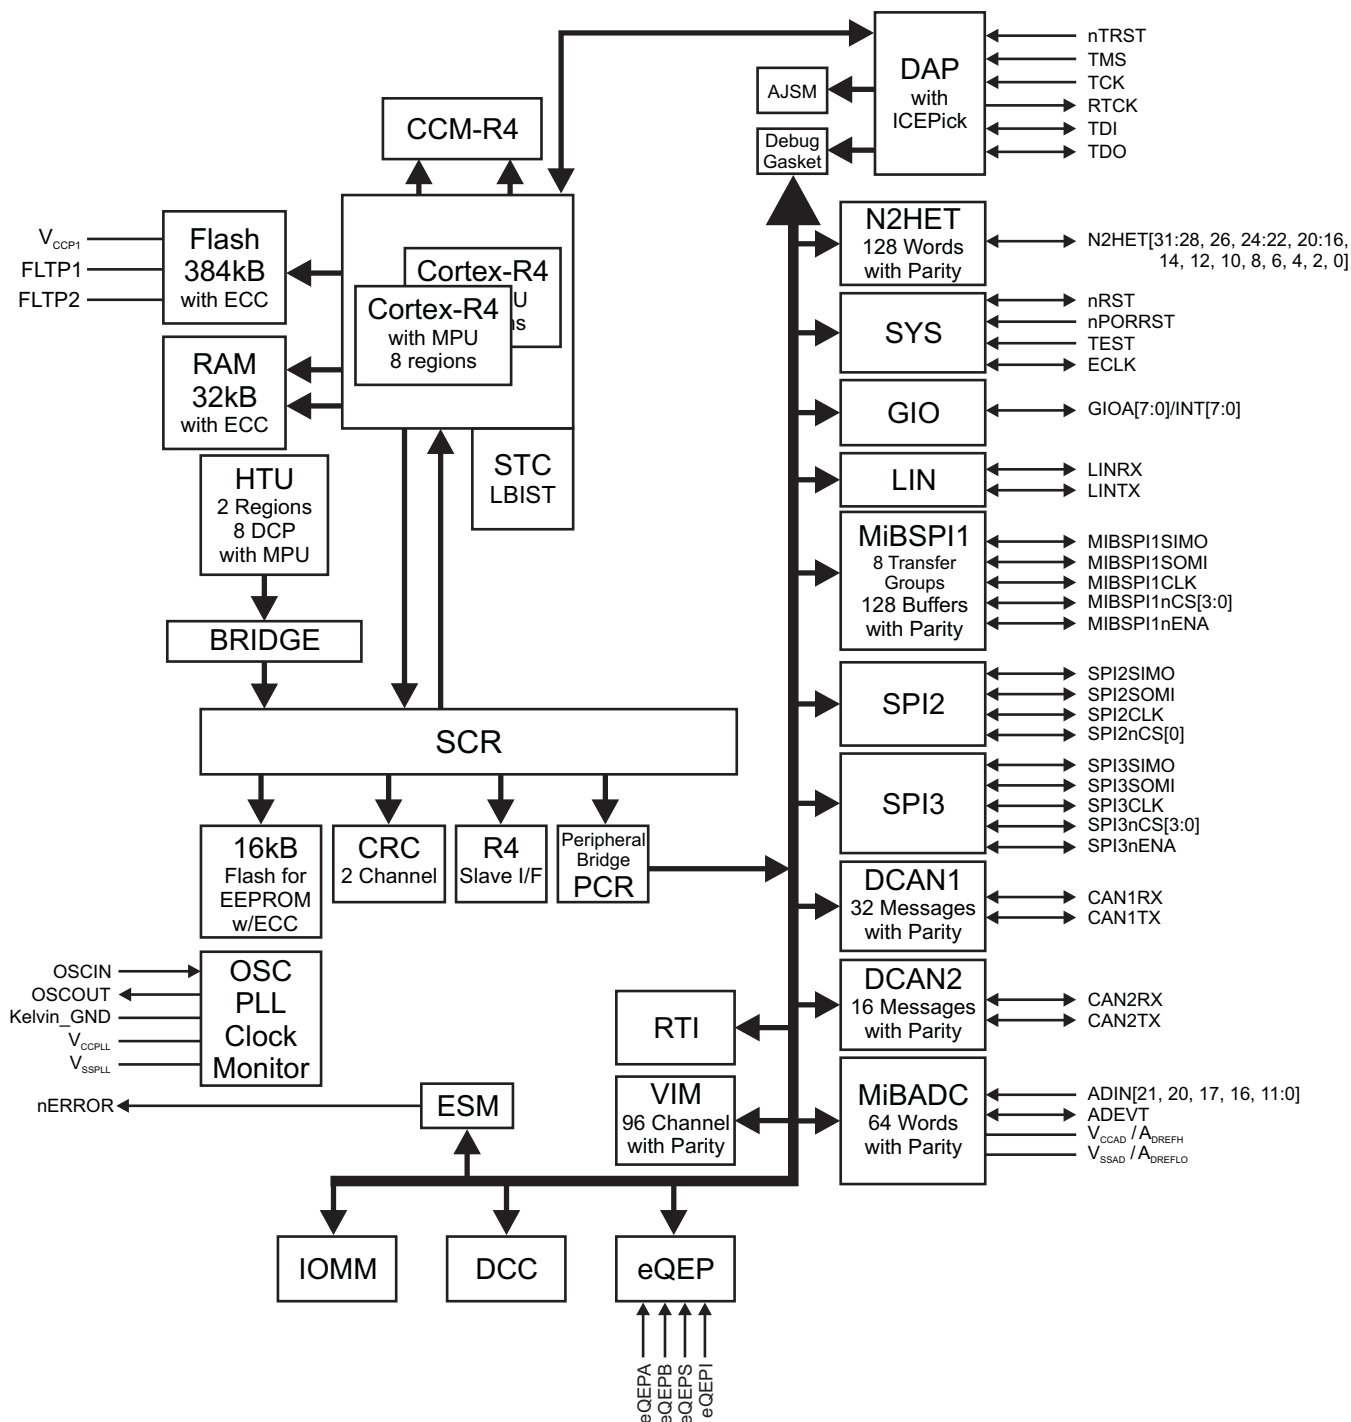 DAP
with
ICEPick
nTRST
TMS
TCK
RTCK
TDI
TDO
AJSM
Debug
Gasket
CCM-R4
V_CCP1
FLTP1
FLTP2
Flash
384kB
with ECC
Cortex-R4
U
ns
Cortex-R4
with MPU
8 regions
RAM
32kB
with ECC
STC
LBIST
HTU
2 Regions
8 DCP
with MPU
BRIDGE
SCR
16kB
Flash for
EEPROM
w/ECC
CRC
2 Channel
R4
Slave I/F
Peripheral
Bridge
PCR
N2HET
128 Words
with Parity
N2HET[31:28, 26, 24:22, 20:16,
14, 12, 10, 8, 6, 4, 2, 0]
SYS
nRST
nPORRST
TEST
ECLK
GIO
GIOA[7:0]/INT[7:0]
LIN
LINRX
LINTX
MiBSPI1
8 Transfer
Groups
128 Buffers
with Parity
MIBSPI1SIMO
MIBSPI1SOMI
MIBSPI1CLK
MIBSPI1nCS[3:0]
MIBSPI1nENA
SPI2
SPI2SIMO
SPI2SOMI
SPI2CLK
SPI2nCS[0]
SPI3
SPI3SIMO
SPI3SOMI
SPI3CLK
SPI3nCS[3:0]
SPI3nENA
DCAN1
32 Messages
with Parity
CAN1RX
CAN1TX
DCAN2
16 Messages
with Parity
CAN2RX
CAN2TX
MiBADC
64 Words
with Parity
ADIN[21, 20, 17, 16, 11:0]
ADEVT
V_CCAD / A_DREFH
V_SSAD / A_DREFLO
OSCIN
OSCOUT
Kelvin_GND
V_CCPLL
V_SSPLL
OSC
PLL
Clock
Monitor
RTI
VIM
96 Channel
with Parity
nERROR
ESM
IOMM
DCC
eQEP
eQEPA
eQEPB
eQEPS
eQEPI